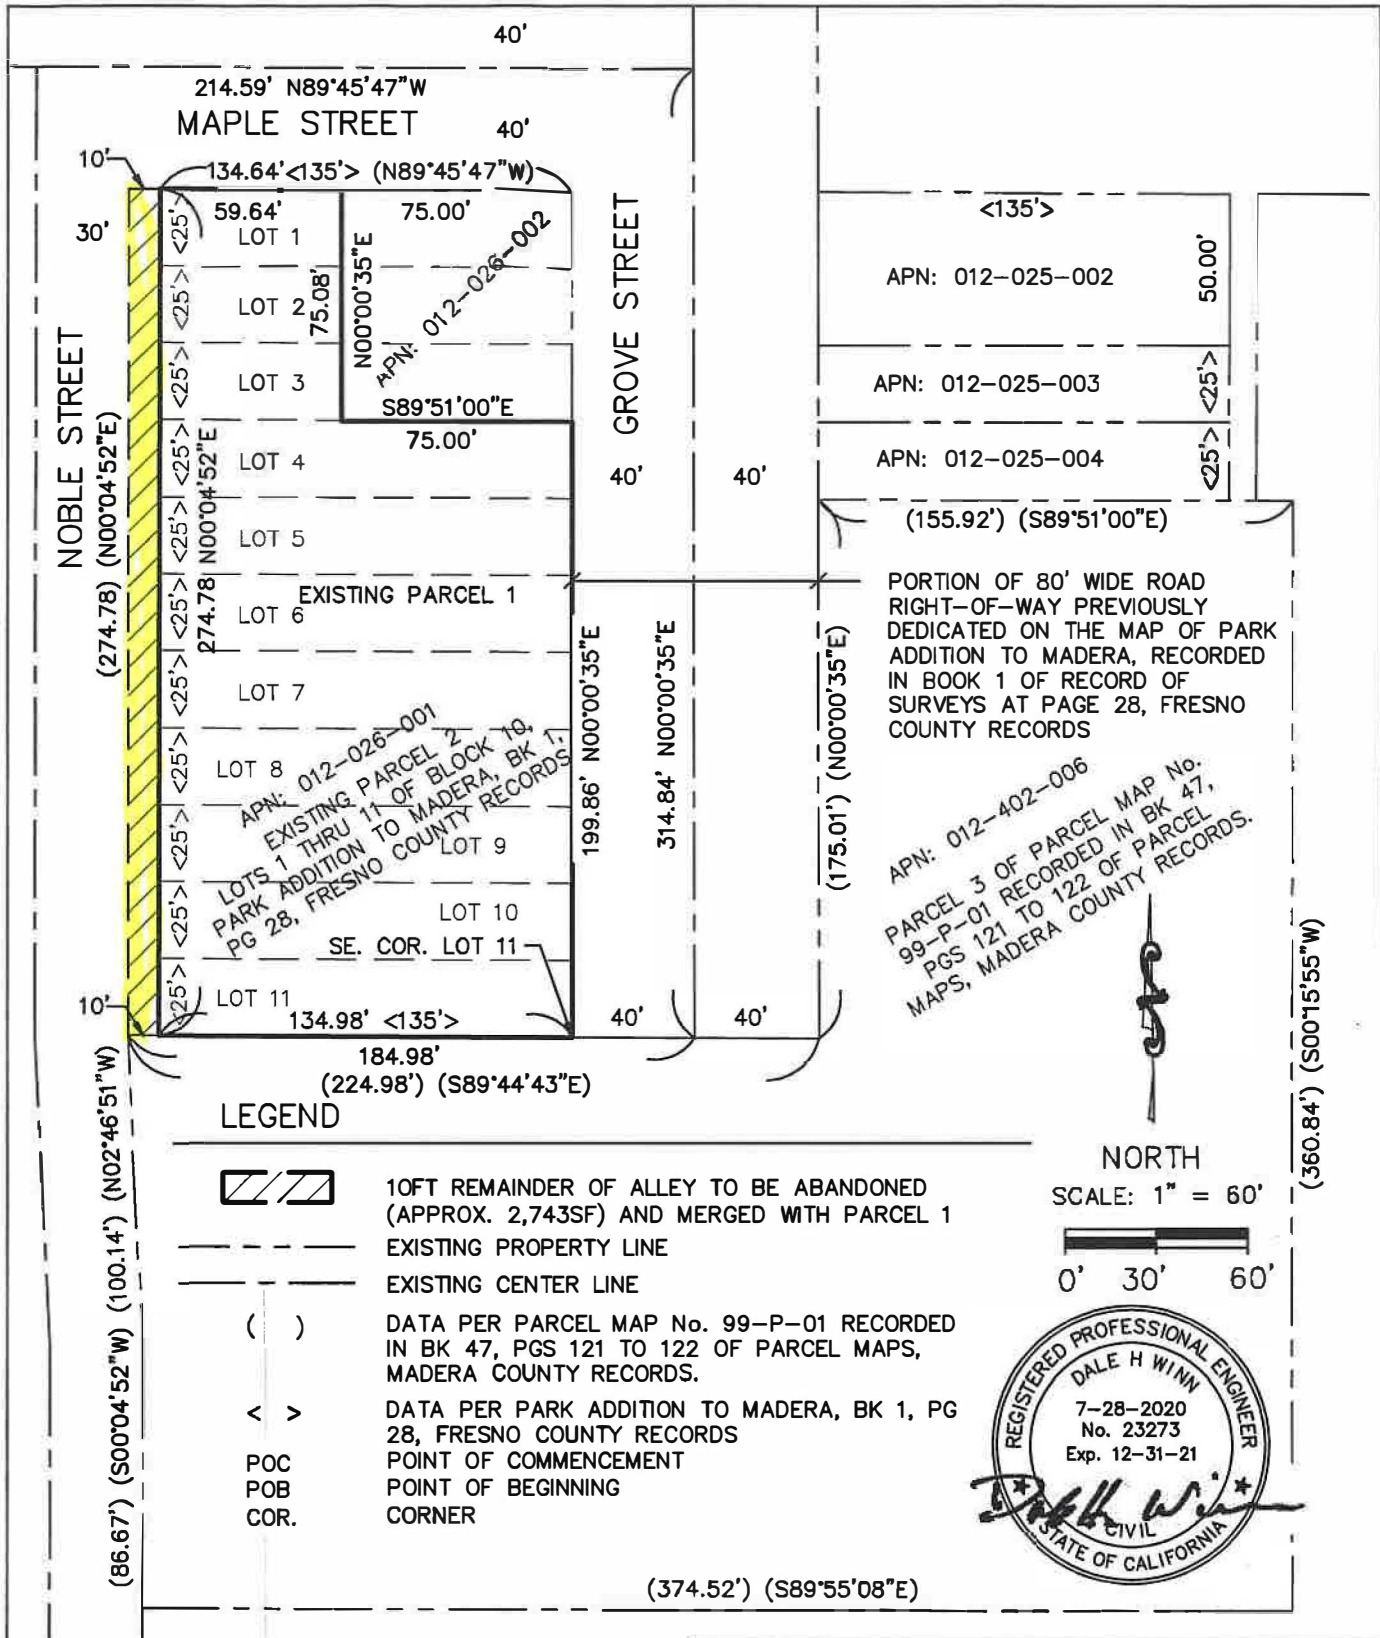 40'
214.59' N89°45'47"W
MAPLE STREET
40'
10'
134.64'<135'> (N89°45'47"W)
59.64'
75.00'
30'
<25'>
LOT 1
<25'>
LOT 2
<25'>
LOT 3
<25'>
LOT 4
<25'>
LOT 5
<25'>
LOT 6
<25'>
LOT 7
<25'>
LOT 8
<25'>
LOT 9
<25'>
LOT 10
<25'>
LOT 11
75.08'
N00°00'35"E
APN: 012-026-002
S89°51'00"E
75.00'
NOBLE STREET
(274.78) (N00°04'52"E)
274.78 N00°04'52"E
EXISTING PARCEL 1
APN: 012-026-001
EXISTING PARCEL 2
LOTS 1 THRU 11 OF BLOCK 10,
PARK ADDITION TO MADERA, BK 1,
PG 28, FRESNO COUNTY RECORDS
SE. COR. LOT 11
10'
134.98' <135'>
184.98'
(224.98') (S89°44'43"E)
GROVE STREET
40'
40'
199.86' N00°00'35"E
314.84' N00°00'35"E
(175.01') (N00°00'35"E)
40'
40'
<135'>
APN: 012-025-002
50.00'
APN: 012-025-003
<25'>
APN: 012-025-004
<25'>
(155.92') (S89°51'00"E)
PORTION OF 80' WIDE ROAD
RIGHT-OF-WAY PREVIOUSLY
DEDICATED ON THE MAP OF PARK
ADDITION TO MADERA, RECORDED
IN BOOK 1 OF RECORD OF
SURVEYS AT PAGE 28, FRESNO
COUNTY RECORDS
APN: 012-402-006
PARCEL 3 OF PARCEL MAP No.
99-P-01 RECORDED IN BK 47,
PGS 121 TO 122 OF PARCEL
MAPS, MADERA COUNTY RECORDS.
(360.84') (S00°15'55"W)
NORTH
SCALE: 1" = 60'
0' 30' 60'
LEGEND
10FT REMAINDER OF ALLEY TO BE ABANDONED
(APPROX. 2,743SF) AND MERGED WITH PARCEL 1
EXISTING PROPERTY LINE
EXISTING CENTER LINE
( ) DATA PER PARCEL MAP No. 99-P-01 RECORDED
IN BK 47, PGS 121 TO 122 OF PARCEL MAPS,
MADERA COUNTY RECORDS.
< > DATA PER PARK ADDITION TO MADERA, BK 1, PG
28, FRESNO COUNTY RECORDS
POC POINT OF COMMENCEMENT
POB POINT OF BEGINNING
COR. CORNER
(86.67') (S00°04'52"W) (100.14') (N02°46'51"W)
REGISTERED PROFESSIONAL ENGINEER
DALE H WINN
7-28-2020
No. 23273
Exp. 12-31-21
CIVIL
STATE OF CALIFORNIA
(374.52') (S89°55'08"E)